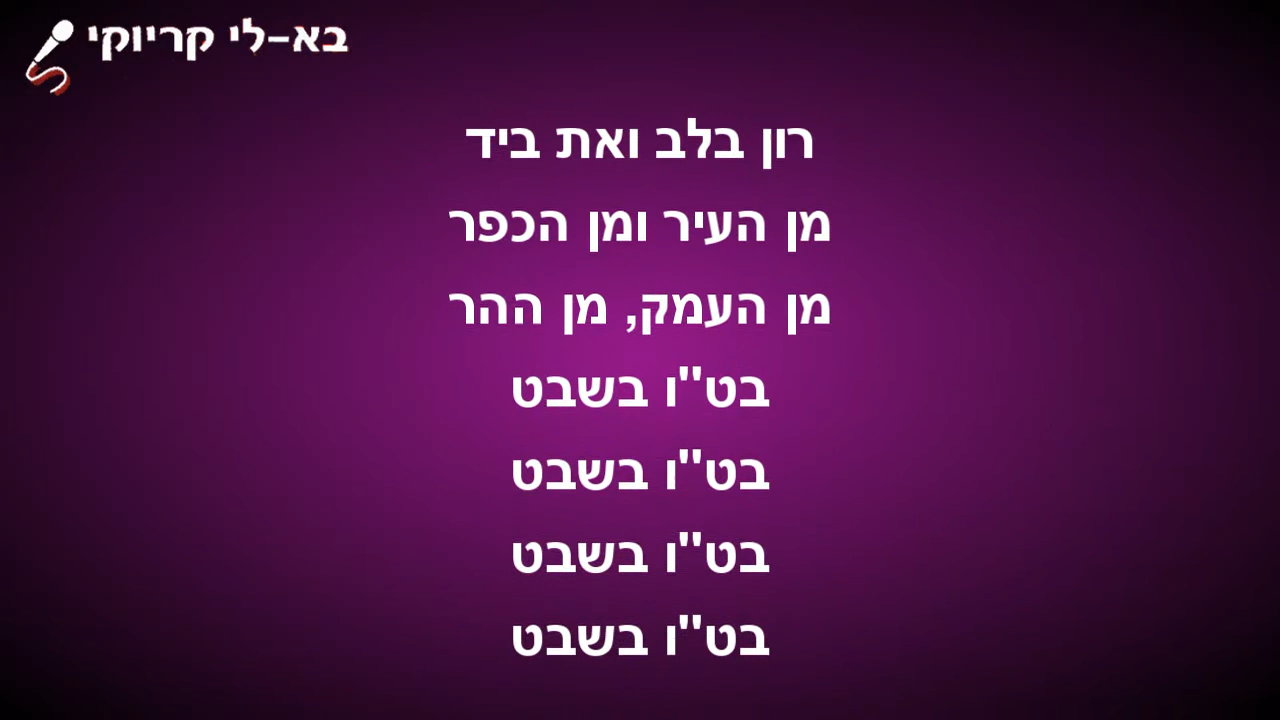 בא-לי קריוקי
רון בלב ואת ביד
מן העיר ומן הכפר
מן העמק, מן ההר
בט"ו בשבט
בט"ו בשבט
בט"ו בשבט
בט"ו בשבט